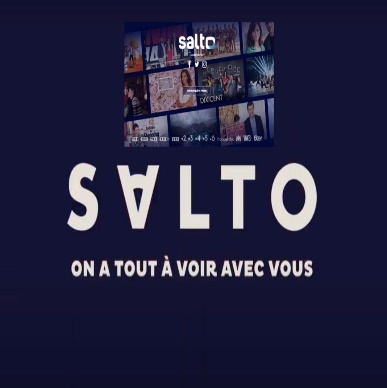 salto
SALTO
ON A TOUT À VOIR AVEC VOUS